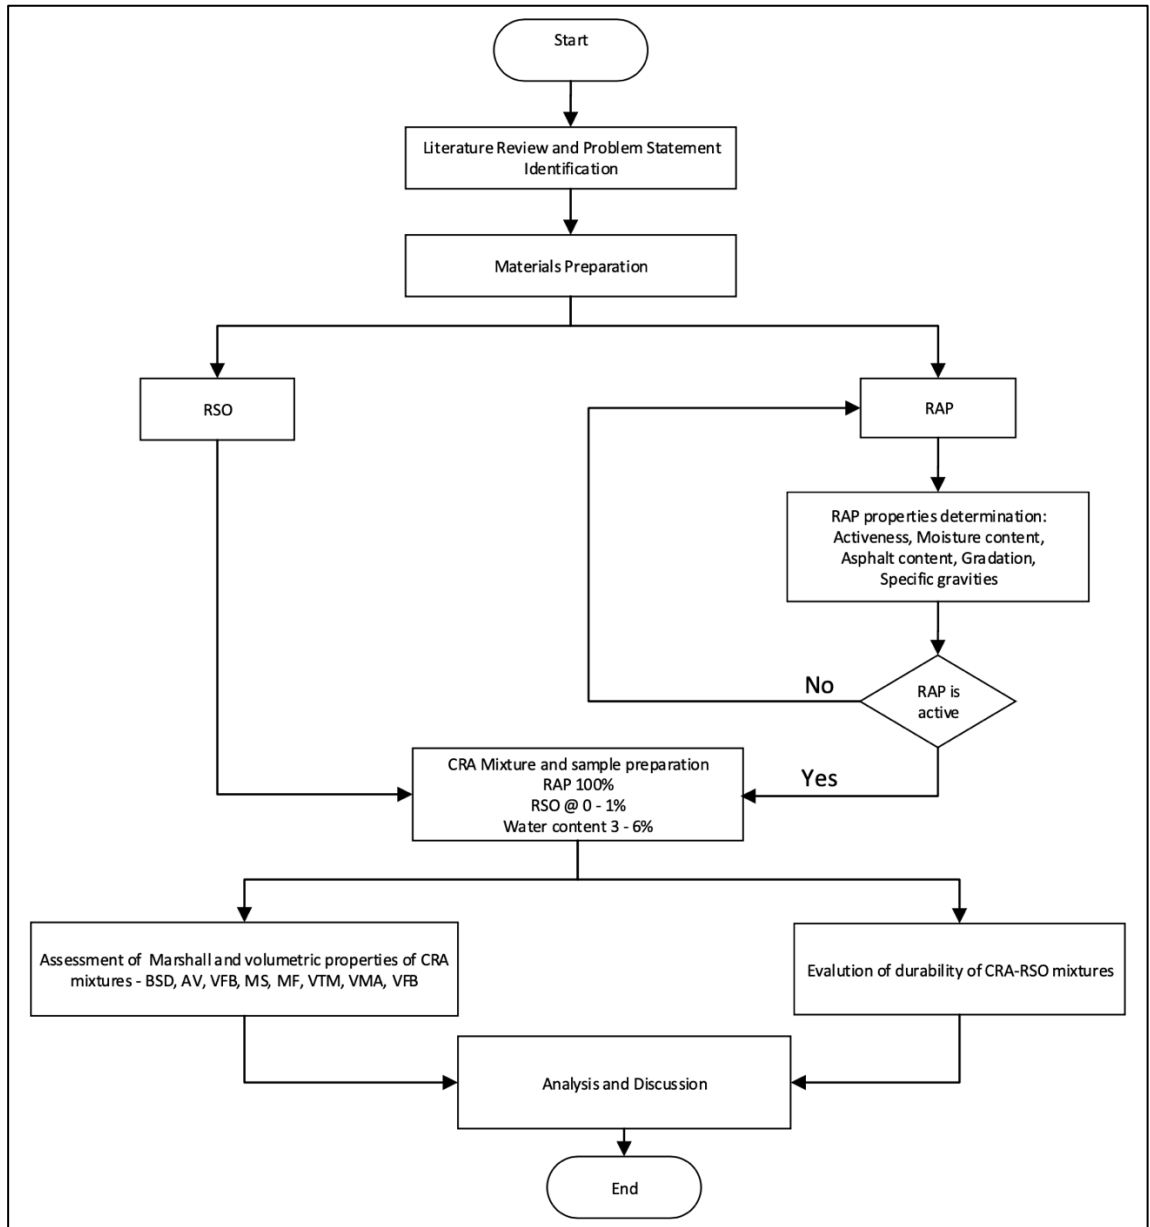 Start
Literature Review and Problem Statement
Identification
Materials Preparation
RSO
RAP
RAP properties determination:
Activeness, Moisture content,
Asphalt content, Gradation,
Specific gravities
No
RAP is
active
CRA Mixture and sample preparation
RAP 100%
RSO @ 0 - 1%
Water content 3 - 6%
Yes
Assessment of Marshall and volumetric properties of CRA
mixtures - BSD, AV, VFB, MS, MF, VTM, VMA, VFB
Evalution of durability of CRA-RSO mixtures
Analysis and Discussion
End